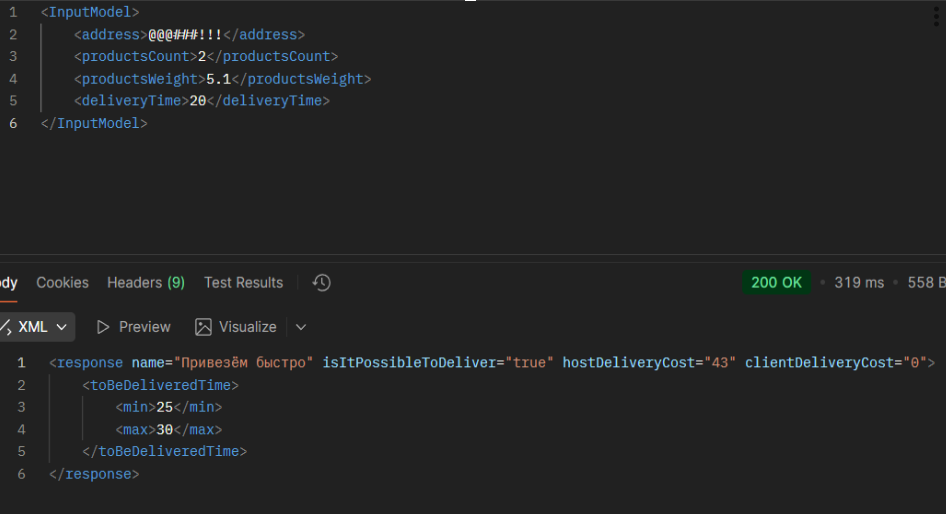 1 <InputModel>
2 <address>@@@###!!!</address>
3 <productsCount>2</productsCount>
4 <productsWeight>5.1</productsWeight>
5 <deliveryTime>20</deliveryTime>
6 </InputModel>
ody Cookies Headers (9) Test Results 200 OK • 319 ms • 558 B
XML Preview Visualize
1 <response name="Привезём быстро" isItPossibleToDeliver="true" hostDeliveryCost="43" clientDeliveryCost="0">
2 <toBeDeliveredTime>
3 <min>25</min>
4 <max>30</max>
5 </toBeDeliveredTime>
6 </response>